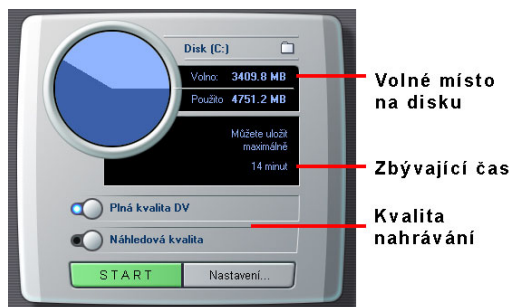 Disk (C:)
Volno: 3409.8 MB
Použito 4751.2 MB
Můžete uložit
maximálně
14 minut
Plná kvalita DV
Náhledová kvalita
START
Nastavení...
Volné místo
na disku
Zbývající čas
Kvalita
nahrávání